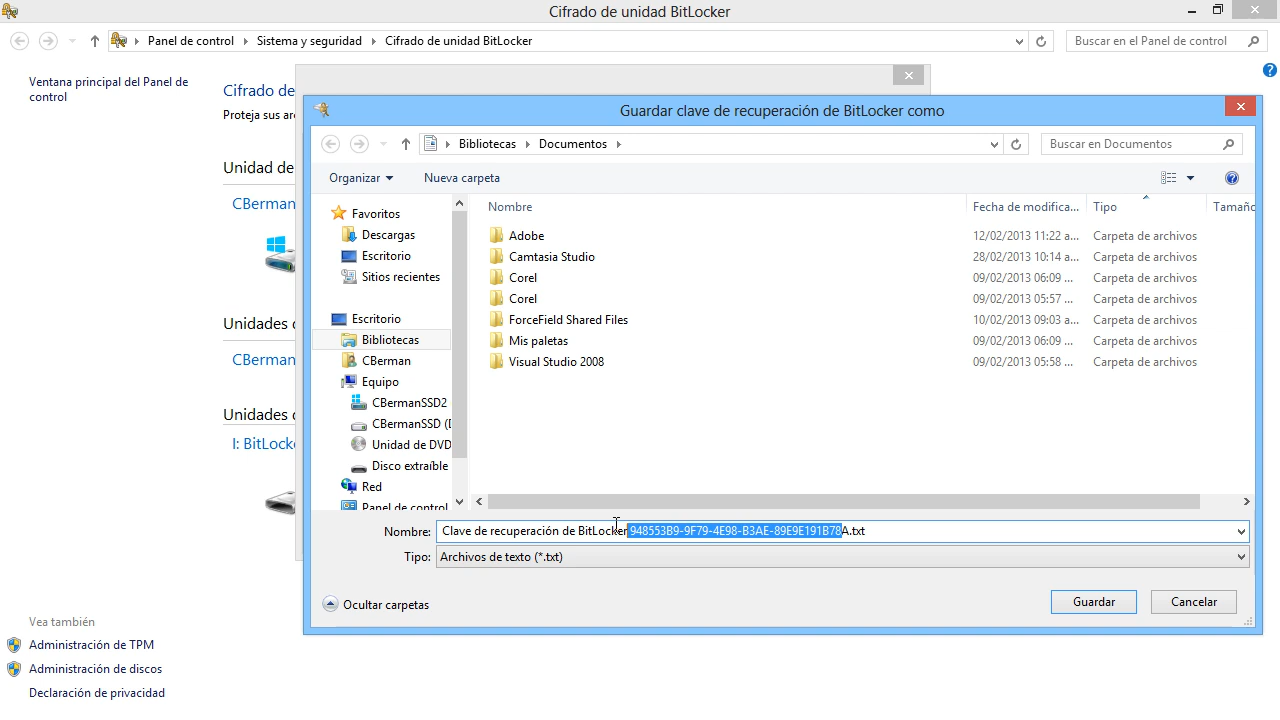 Cifrado de unidad BitLocker
Panel de control Sistema y seguridad Cifrado de unidad BitLocker
Buscar en el Panel de control
Ventana principal del Panel de
control
Cifrado de
Proteja sus ar
Unidad de
CBerman
Unidades
CBerman
Unidades
I: BitLock
Vea también
Administración de TPM
Administración de discos
Declaración de privacidad
Guardar clave de recuperación de BitLocker como
Bibliotecas Documentos
Buscar en Documentos
Organizar Nueva carpeta
Favoritos
Descargas
Escritorio
Sitios recientes
Escritorio
Bibliotecas
CBerman
Equipo
CBermanSSD2
CBermanSSD (
Unidad de DVD
Disco extraíble
Red
Panel de control
Nombre Fecha de modifica... Tipo Tamaño
Adobe 12/02/2013 11:22 a... Carpeta de archivos
Camtasia Studio 28/02/2013 10:14 a... Carpeta de archivos
Corel 09/02/2013 06:09 ... Carpeta de archivos
Corel 09/02/2013 05:57 ... Carpeta de archivos
ForceField Shared Files 10/02/2013 09:03 a... Carpeta de archivos
Mis paletas 09/02/2013 06:09 ... Carpeta de archivos
Visual Studio 2008 09/02/2013 05:58 ... Carpeta de archivos
Nombre: Clave de recuperación de BitLocker 948553B9-9F79-4E98-B3AE-89E9E191B78A.txt
Tipo: Archivos de texto (*.txt)
Ocultar carpetas
Guardar Cancelar